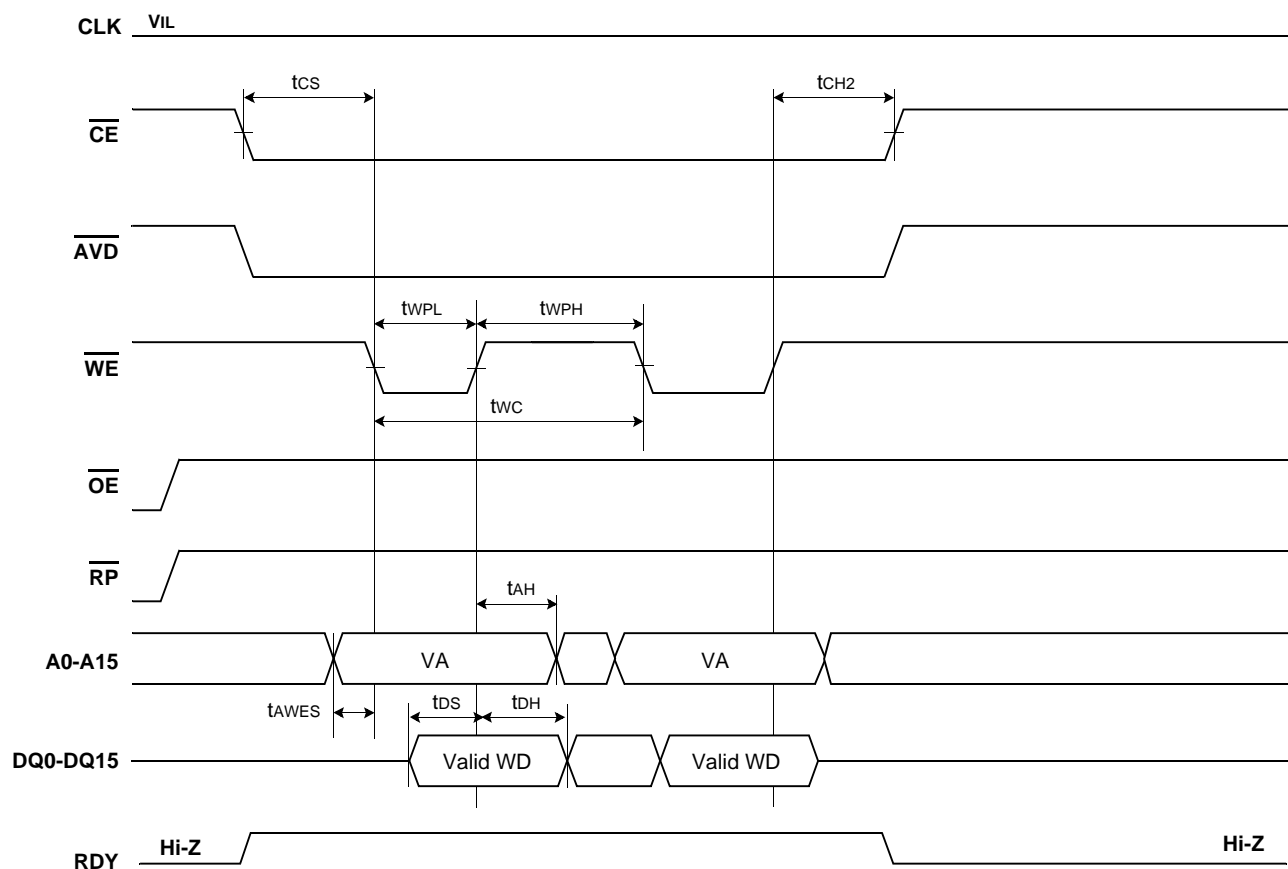 CLK VIL
tCS tCH2
CE
AVD
tWPL tWPH
WE
tWC
OE
RP
tAH
A0-A15 VA VA
tAWES tDS tDH
DQ0-DQ15 Valid WD Valid WD
RDY Hi-Z Hi-Z